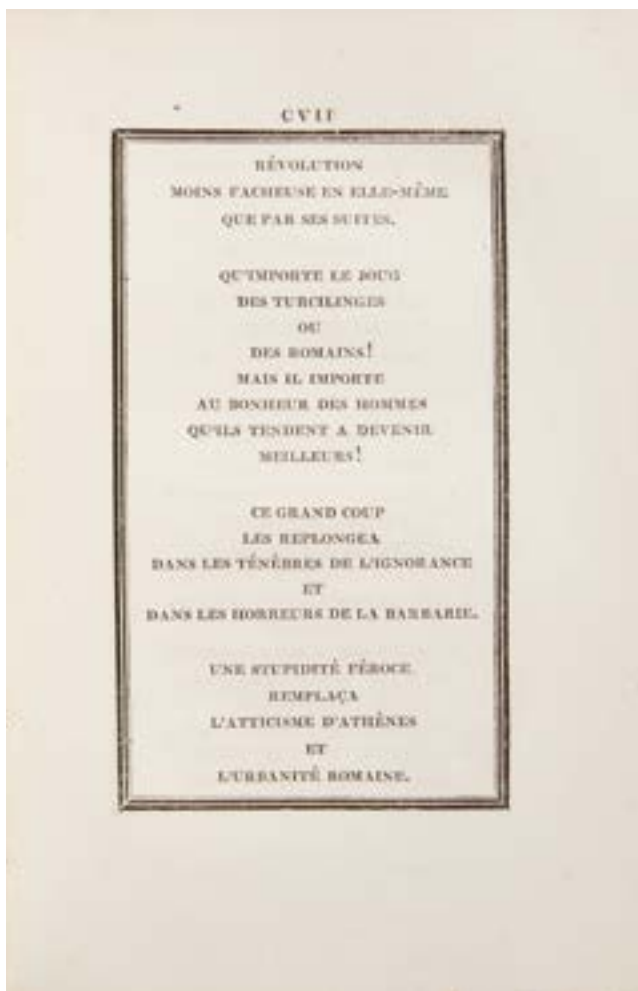 CVII
RÉVOLUTION
MOINS FACHEUSE EN ELLE-MÊME
QUE PAR SES SUITES.
QU'IMPORTE LE JOUG
DES TURCILINGES
OU
DES ROMAINS!
MAIS IL IMPORTE
AU BONHEUR DES HOMMES
QU'ILS TENDENT A DEVENIR
MEILLEURS!
CE GRAND COUP
LES REPLONGEA
DANS LES TÉNÈBRES DE L'IGNORANCE
ET
DANS LES HORREURS DE LA BARBARIE.
UNE STUPIDITÉ FÉROCE
REMPLAÇA
L'ATTICISME D'ATHÈNES
ET
L'URBANITÉ ROMAINE.